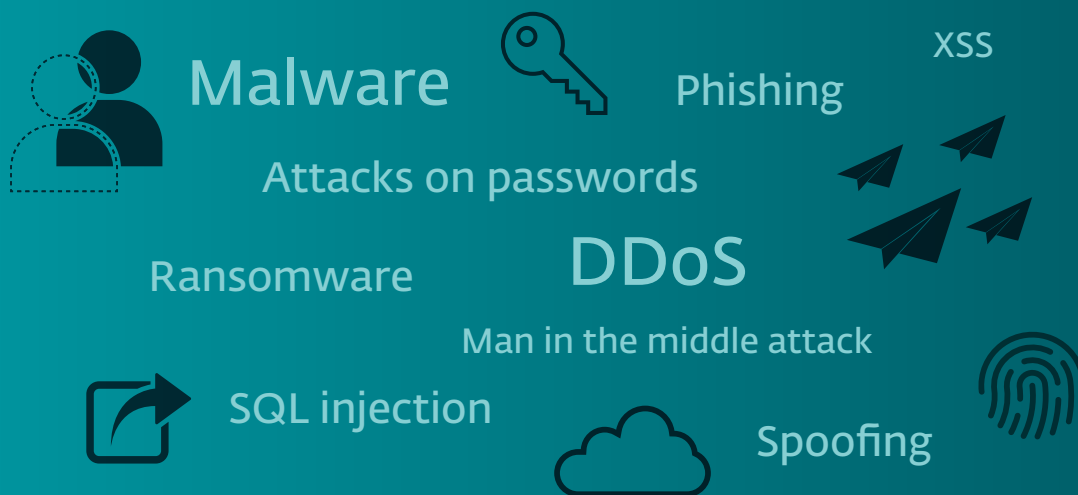 XSS
Malware
Phishing
Attacks on passwords
DDoS
Ransomware
Man in the middle attack
SQL injection
Spoofing